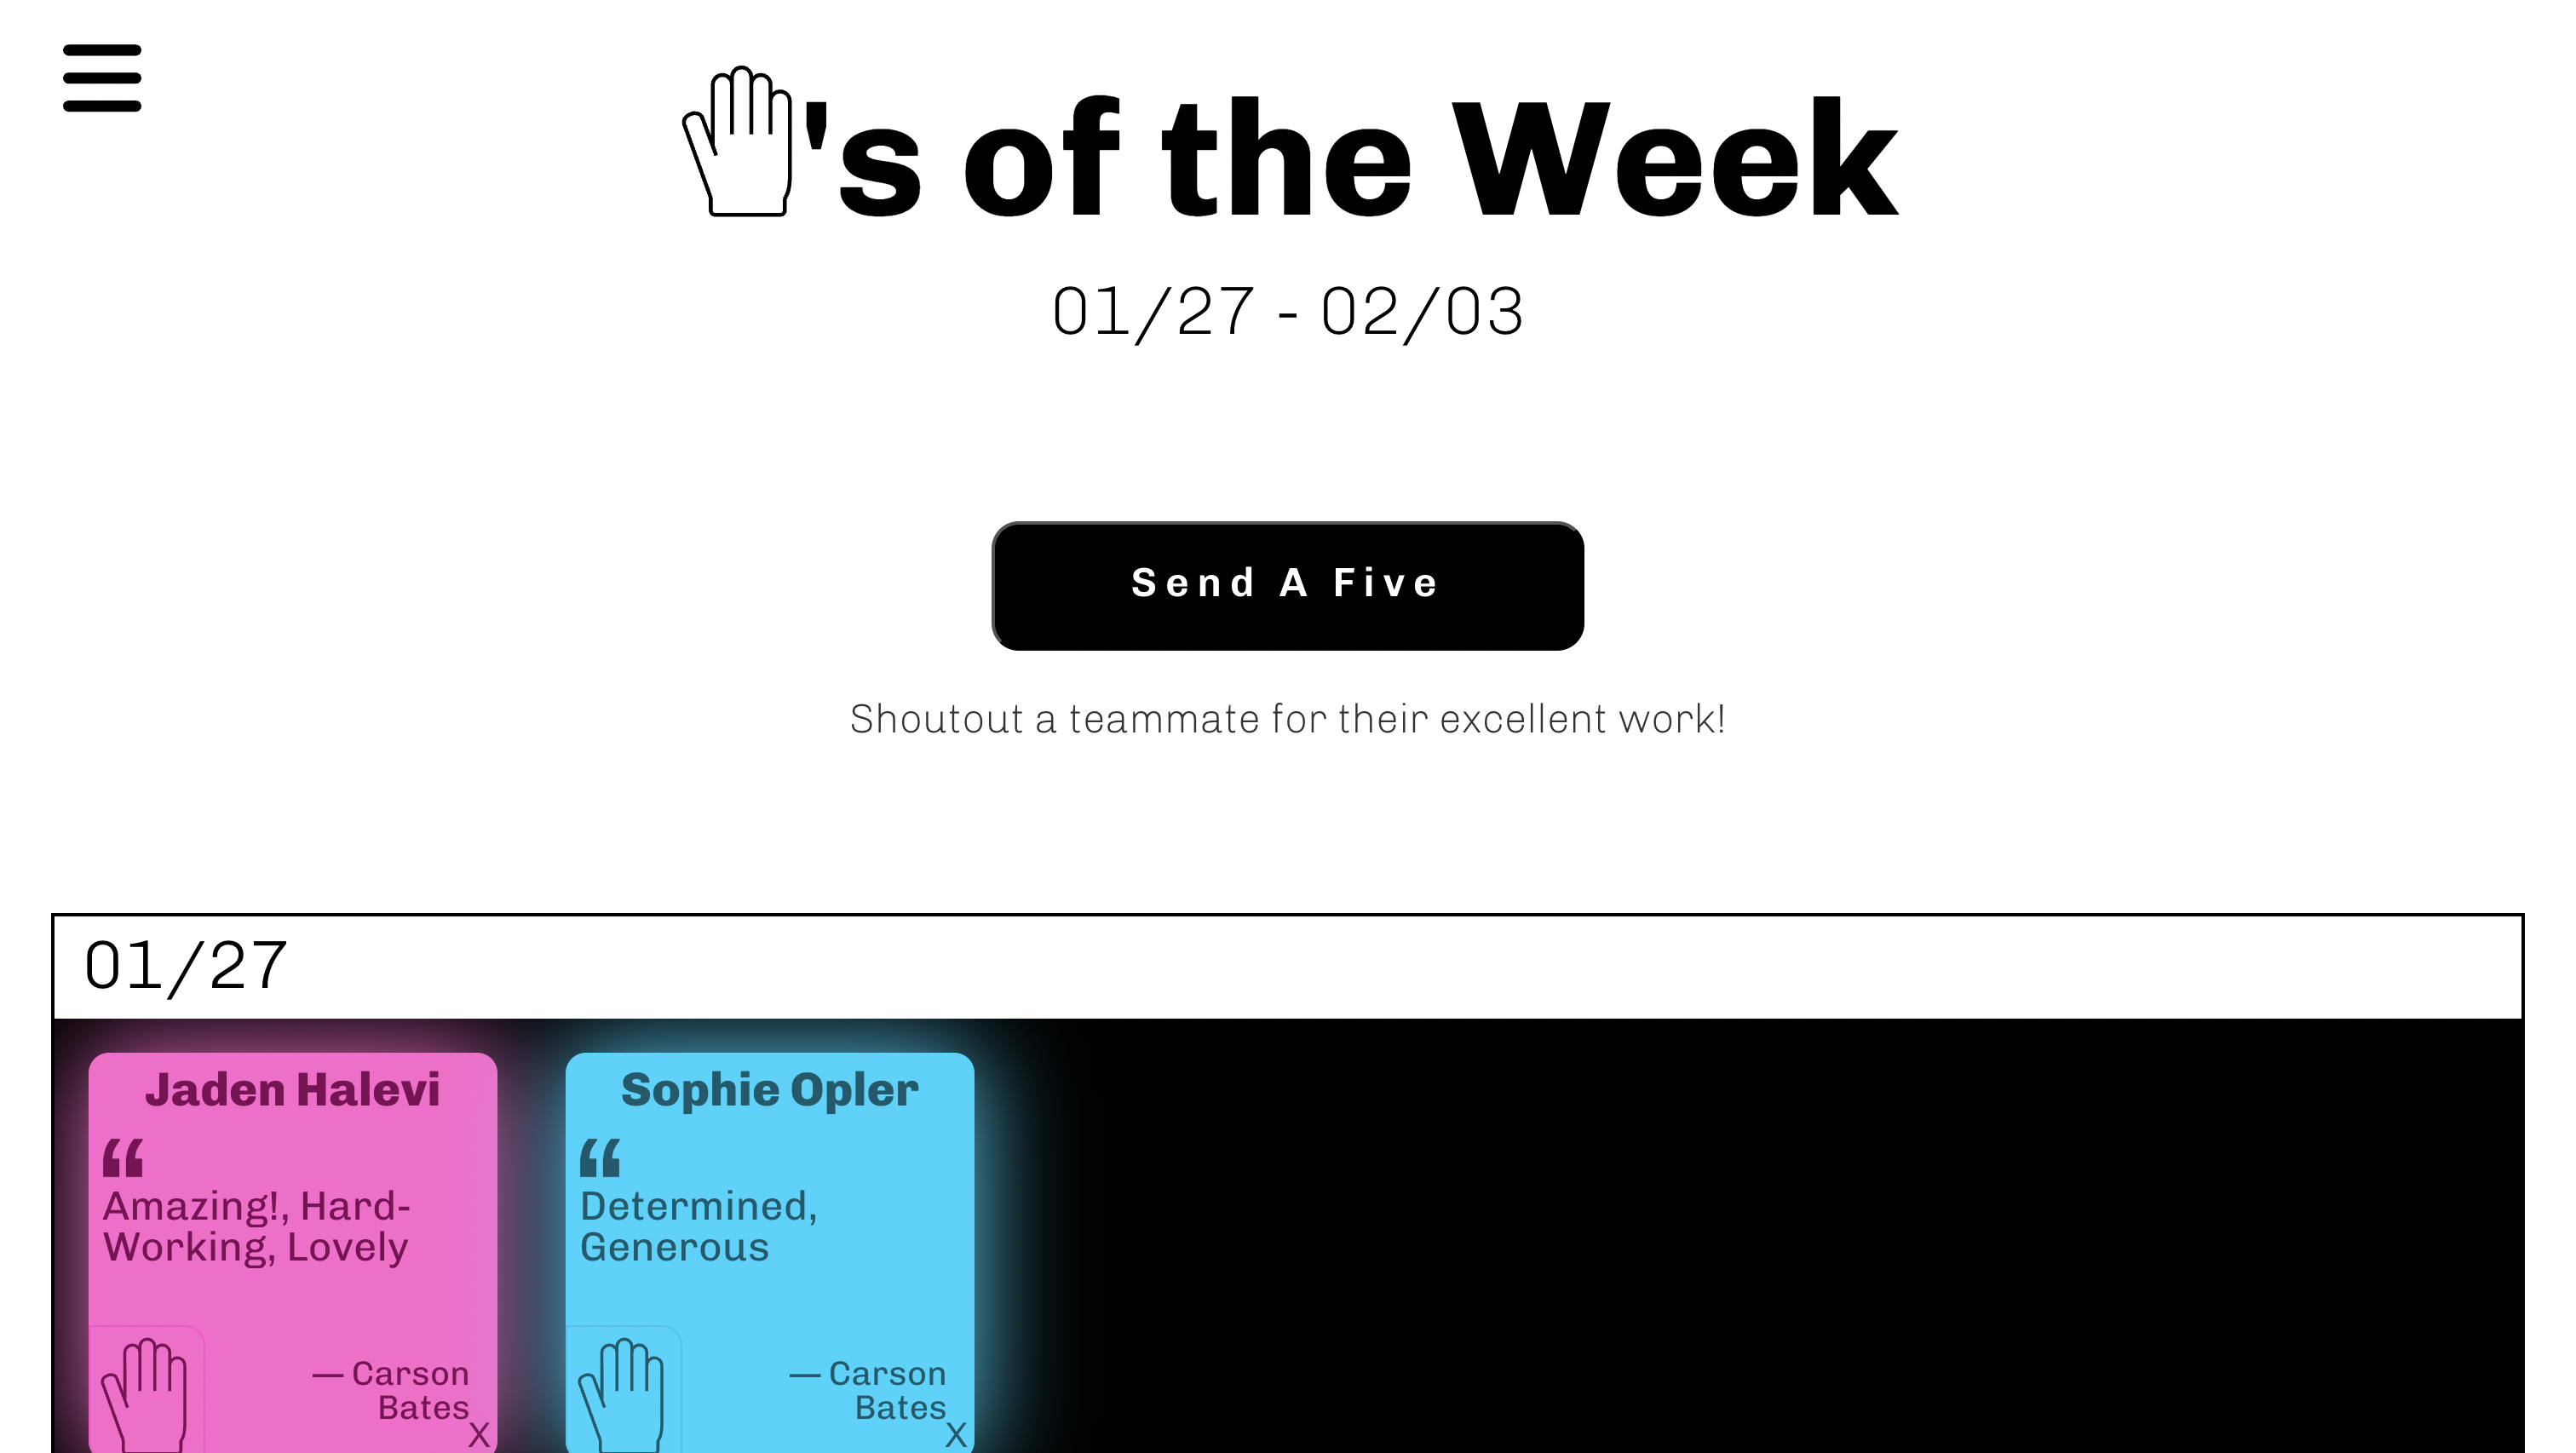 's of the Week
01/27 - 02/03
Send A Five
Shoutout a teammate for their excellent work!
01/27
Jaden Halevi
“
Amazing!, Hard-
Working, Lovely
— Carson
Bates
X
Sophie Opler
“
Determined,
Generous
— Carson
Bates
X